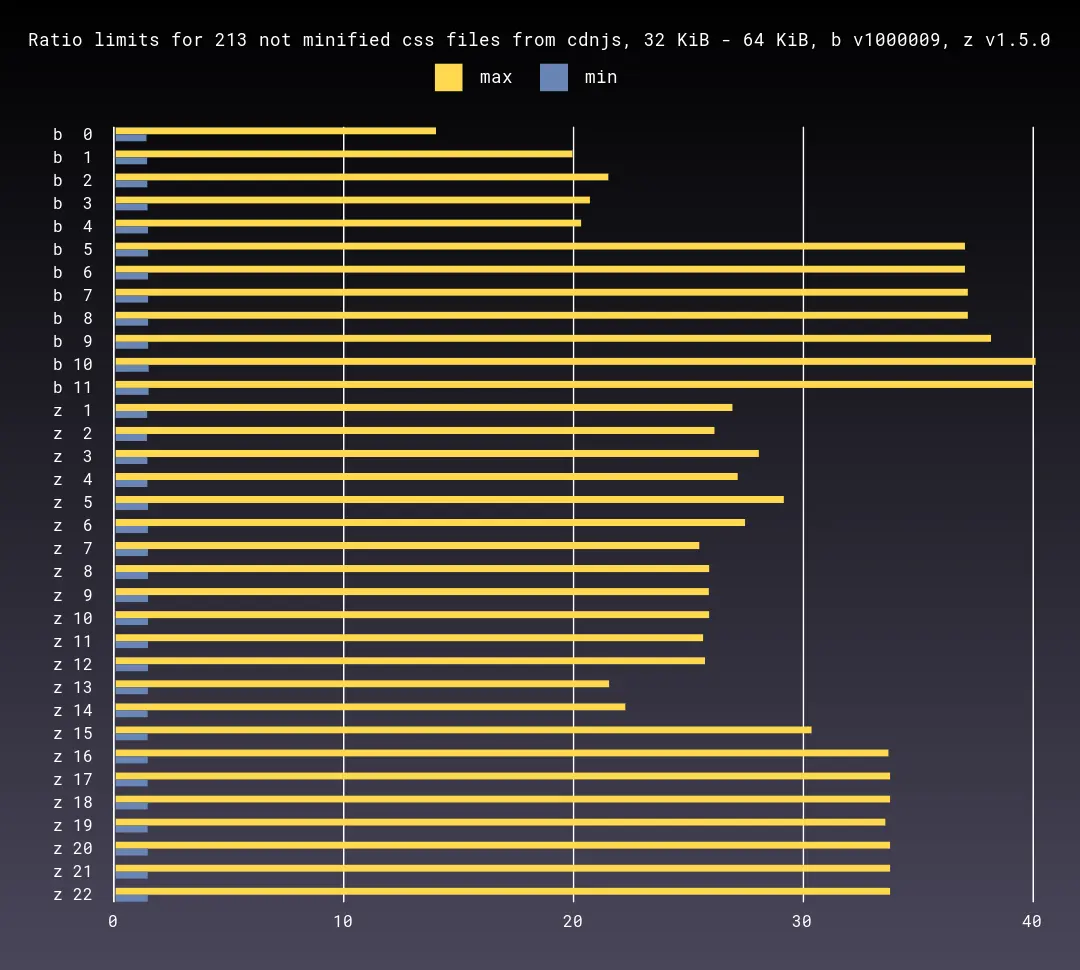 Ratio limits for 213 not minified css files from cdnjs, 32 KiB - 64 KiB, b v1000009, z v1.5.0
max min
b 0
b 1
b 2
b 3
b 4
b 5
b 6
b 7
b 8
b 9
b 10
b 11
z 1
z 2
z 3
z 4
z 5
z 6
z 7
z 8
z 9
z 10
z 11
z 12
z 13
z 14
z 15
z 16
z 17
z 18
z 19
z 20
z 21
z 22
0 10 20 30 40